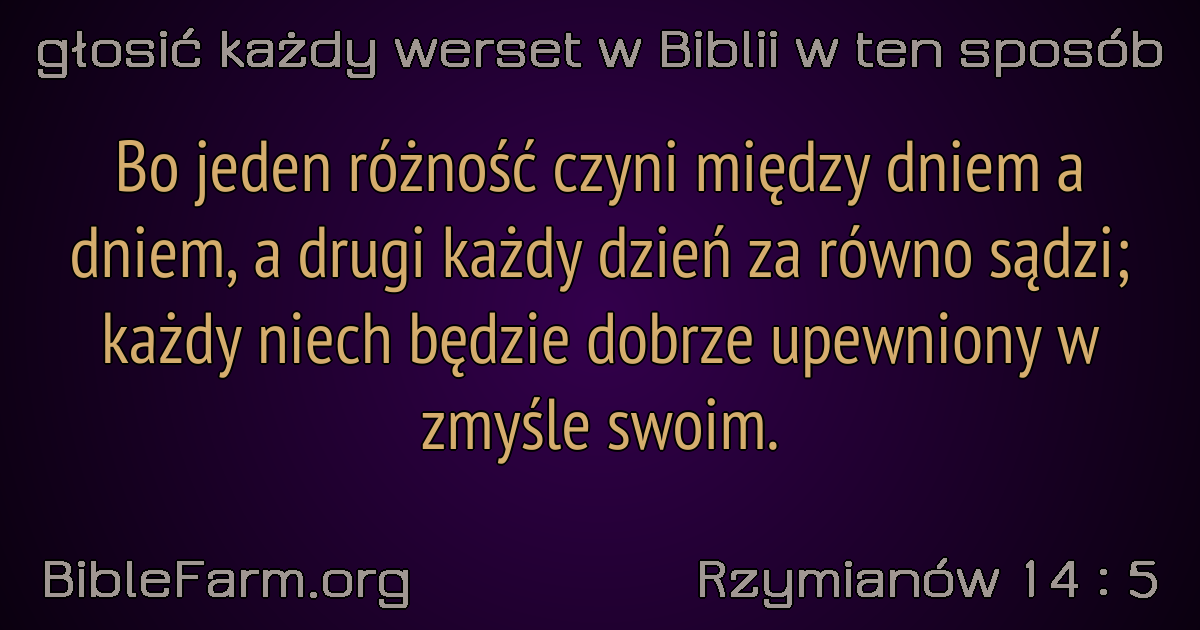 głosić każdy werset w Biblii w ten sposób
Bo jeden różność czyni między dniem a
dniem, a drugi każdy dzień za równo sądzi;
każdy niech będzie dobrze upewniony w
zmyśle swoim.
BibleFarm.org
Rzymianów 14 : 5